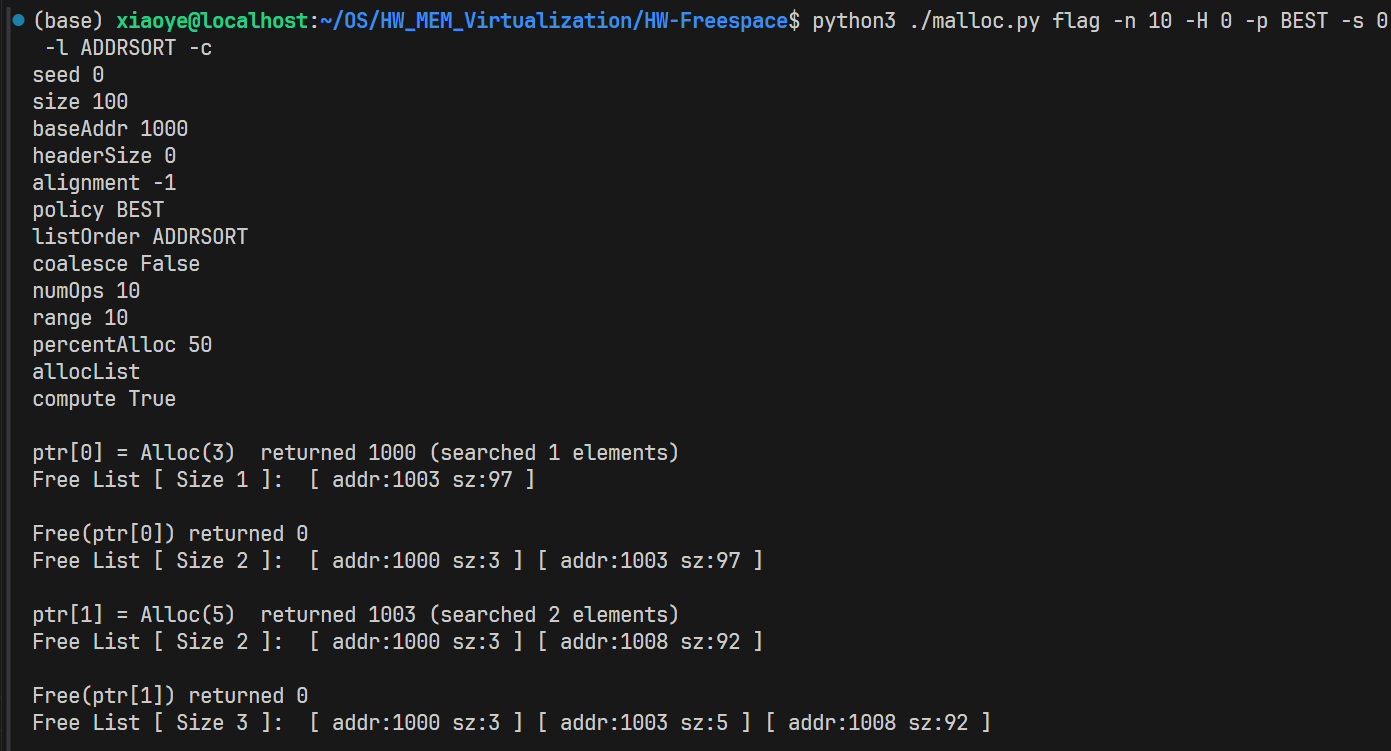 (base) xiaoye@localhost:~/OS/HW_MEM_Virtualization/HW-Freespace$ python3 ./malloc.py flag -n 10 -H 0 -p BEST -s 0
-l ADDRSORT -c
seed 0
size 100
baseAddr 1000
headerSize 0
alignment -1
policy BEST
listOrder ADDRSORT
coalesce False
numOps 10
range 10
percentAlloc 50
allocList
compute True
ptr[0] = Alloc(3)  returned 1000 (searched 1 elements)
Free List [ Size 1 ]:  [ addr:1003 sz:97 ]
Free(ptr[0]) returned 0
Free List [ Size 2 ]:  [ addr:1000 sz:3 ] [ addr:1003 sz:97 ]
ptr[1] = Alloc(5)  returned 1003 (searched 2 elements)
Free List [ Size 2 ]:  [ addr:1000 sz:3 ] [ addr:1008 sz:92 ]
Free(ptr[1]) returned 0
Free List [ Size 3 ]:  [ addr:1000 sz:3 ] [ addr:1003 sz:5 ] [ addr:1008 sz:92 ]